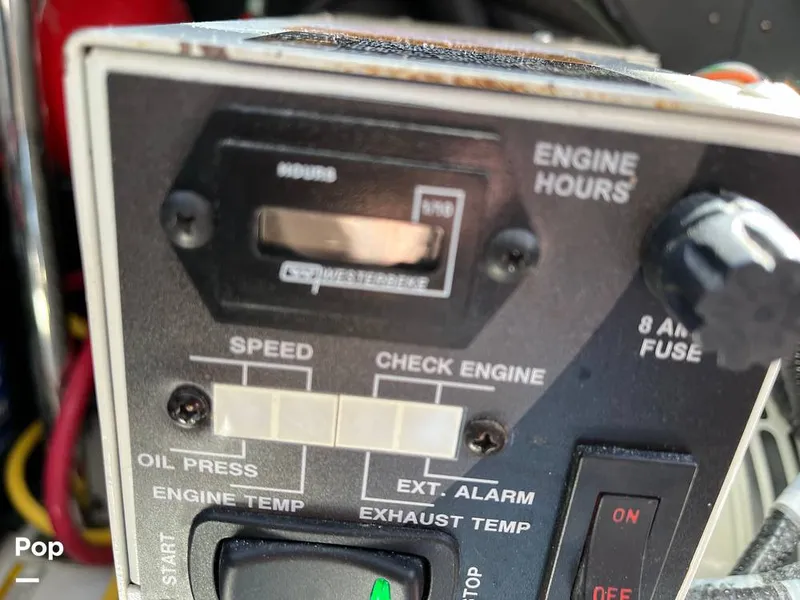 HOURS
1/10
WESTERBEKE
ENGINE
HOURS
8 AMP
FUSE
SPEED
CHECK ENGINE
OIL PRESS
EXT. ALARM
ENGINE TEMP
EXHAUST TEMP
START
STOP
ON
OFF
Pop